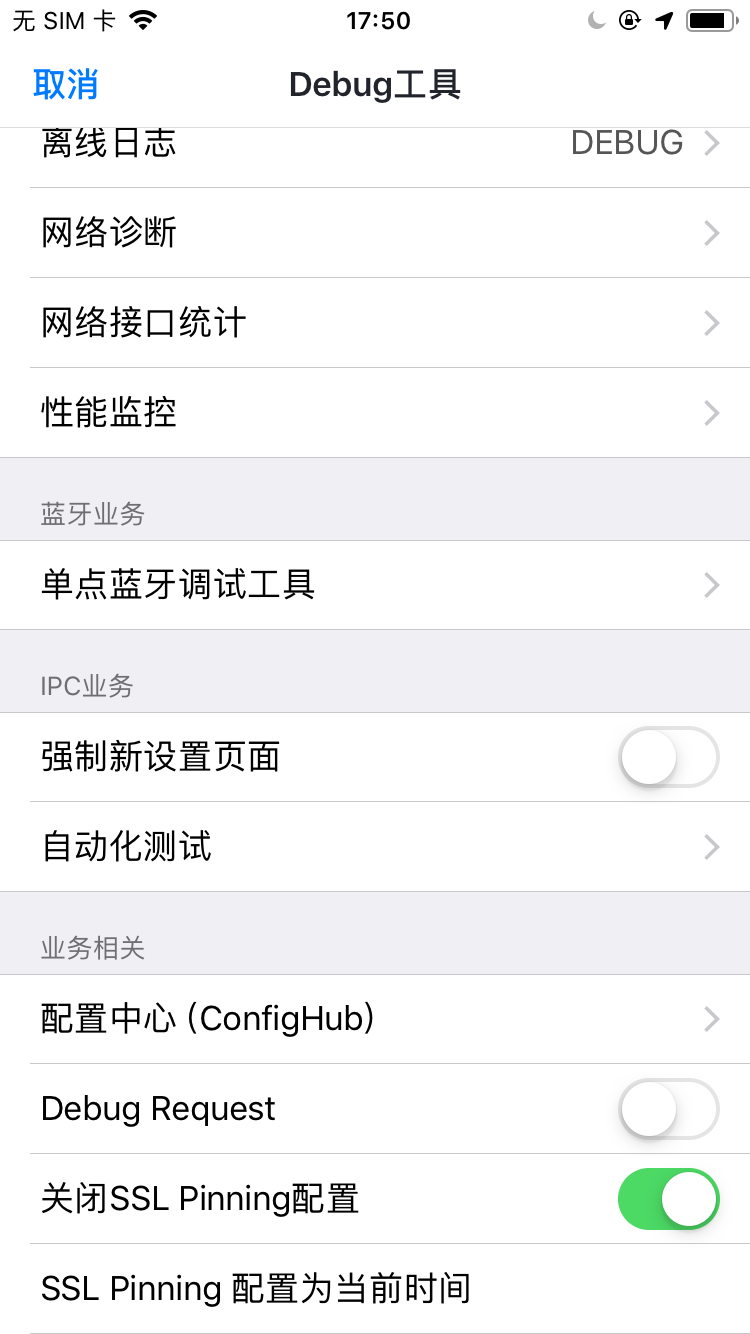 无 SIM 卡
17:50
取消
Debug工具
离线日志 DEBUG
网络诊断
网络接口统计
性能监控
蓝牙业务
单点蓝牙调试工具
IPC业务
强制新设置页面
自动化测试
业务相关
配置中心 (ConfigHub)
Debug Request
关闭SSL Pinning配置
SSL Pinning 配置为当前时间